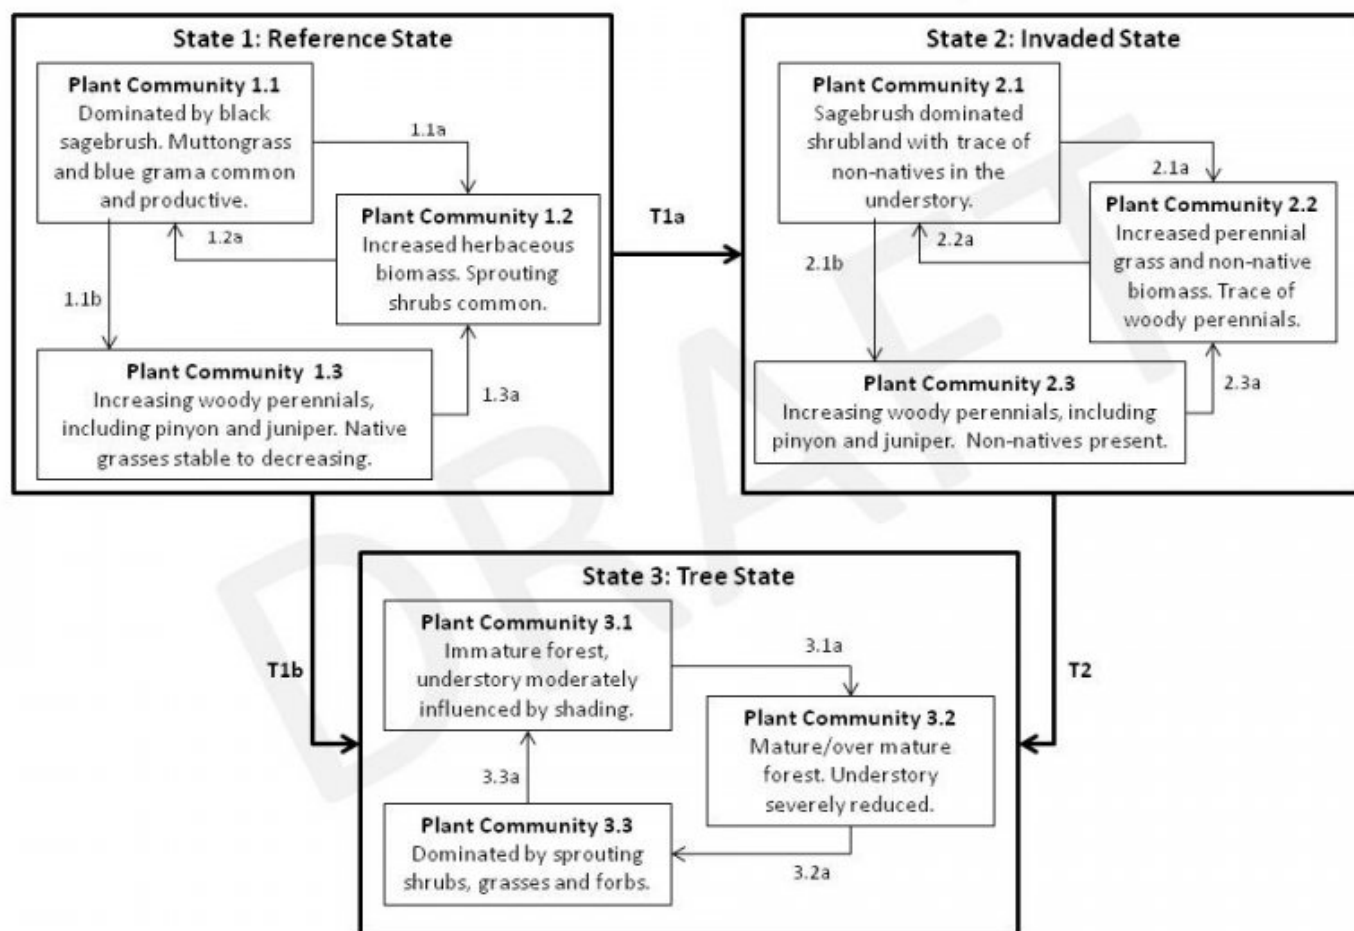 State 1: Reference State
Plant Community 1.1
Dominated by black
sagebrush. Muttongrass
and blue grama common
and productive.
1.1a
1.2a
1.1b
Plant Community 1.2
Increased herbaceous
biomass. Sprouting
shrubs common.
Plant Community 1.3
Increasing woody perennials,
including pinyon and juniper. Native
grasses stable to decreasing.
1.3a
T1a
State 2: Invaded State
Plant Community 2.1
Sagebrush dominated
shrubland with trace of
non-natives in the
understory.
2.1a
2.2a
2.1b
Plant Community 2.2
Increased perennial
grass and non-native
biomass. Trace of
woody perennials.
Plant Community 2.3
Increasing woody perennials, including
pinyon and juniper. Non-natives present.
2.3a
T1b
State 3: Tree State
Plant Community 3.1
Immature forest,
understory moderately
influenced by shading.
3.1a
Plant Community 3.2
Mature/over mature
forest. Understory
severely reduced.
3.3a
Plant Community 3.3
Dominated by sprouting
shrubs, grasses and forbs.
3.2a
T2
DRAFT